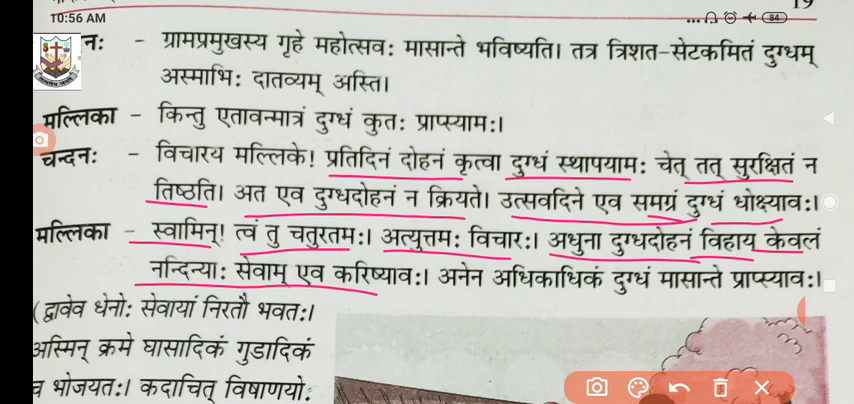 19
10:56 AM
84
नः - ग्रामप्रमुखस्य गृहे महोत्सवः मासान्ते भविष्यति। तत्र त्रिशत-सेटकमितं दुग्धम्
अस्माभिः दातव्यम् अस्ति।
मल्लिका - किन्तु एतावन्मात्रं दुग्धं कुतः प्राप्स्यामः।
चन्दनः - विचारय मल्लिके! प्रतिदिनं दोहनं कृत्वा दुग्धं स्थापयामः चेत् तत् सुरक्षितं न
तिष्ठति। अत एव दुग्धदोहनं न क्रियते। उत्सवदिने एव समग्रं दुग्धं धोक्ष्यावः।
मल्लिका - स्वामिन्! त्वं तु चतुरतमः। अत्युत्तमः विचारः। अधुना दुग्धदोहनं विहाय केवलं
नन्दिन्याः सेवाम् एव करिष्यावः। अनेन अधिकाधिकं दुग्धं मासान्ते प्राप्स्यावः।
(द्वावेव धेनोः सेवायां निरतौ भवतः।
अस्मिन् क्रमे घासादिकं गुडादिकं
च भोजयतः। कदाचित् विषाणयोः